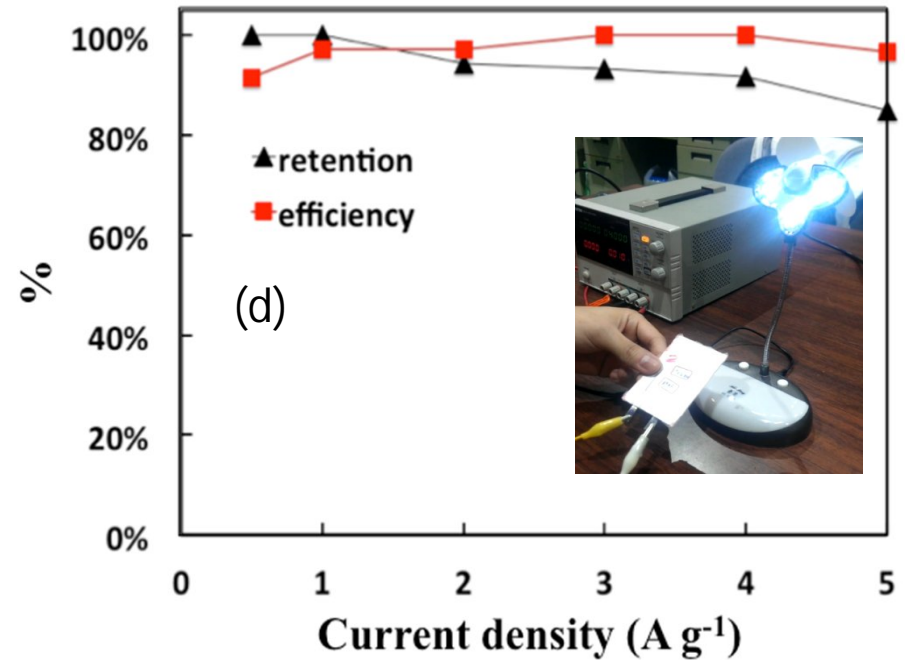 100%
80%
60%
40%
20%
0%
%
retention
efficiency
(d)
0 1 2 3 4 5
Current density (A g⁻¹)